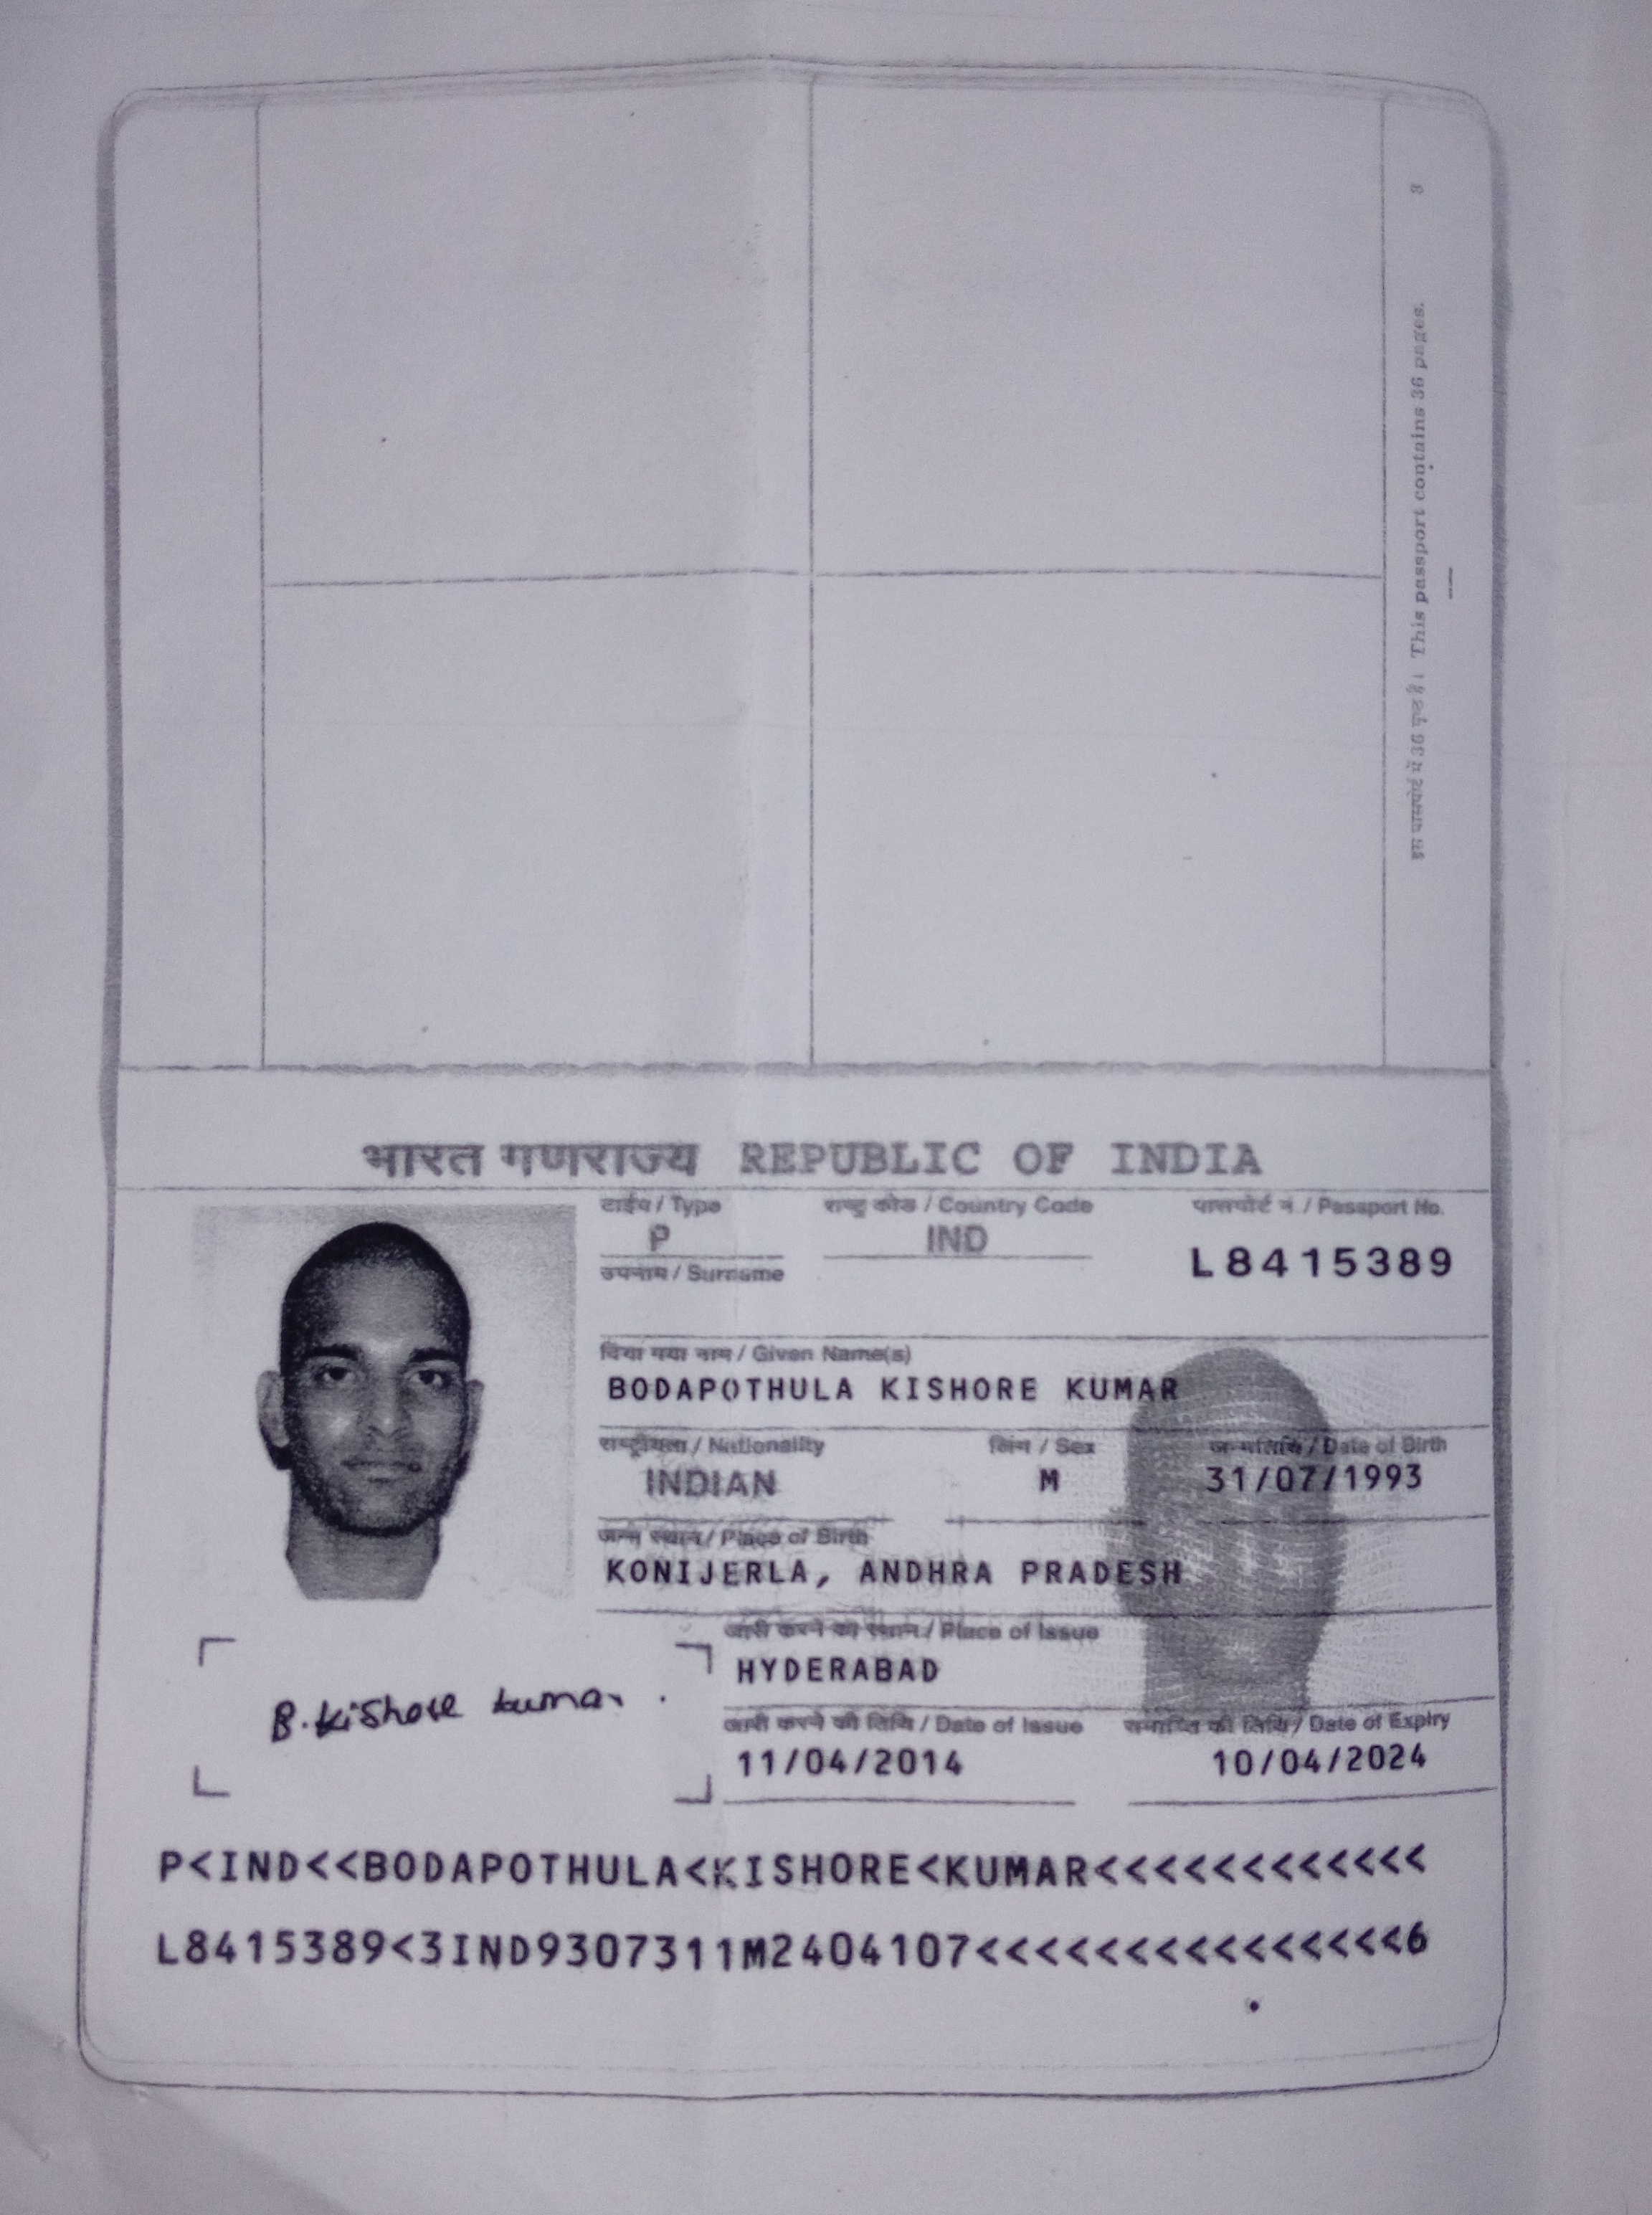 3
इस पासपोर्ट में 36 पृष्ठ है। This passport contains 36 pages.
भारत गणराज्य REPUBLIC OF INDIA
टाईप / Type राष्ट्र कोड / Country Code पासपोर्ट नं. / Passport No.
P IND L8415389
उपनाम / Surname
दिया गया नाम / Given Name(s)
BODAPOTHULA KISHORE KUMAR
राष्ट्रीयता / Nationality लिंग / Sex जन्मतिथि / Date of Birth
INDIAN M 31/07/1993
जन्म स्थान / Place of Birth
KONIJERLA, ANDHRA PRADESH
जारी करने का स्थान / Place of Issue
HYDERABAD
B. Kishore kumar
जारी करने की तिथि / Date of Issue समाप्ति की तिथि / Date of Expiry
11/04/2014 10/04/2024
P<IND<<BODAPOTHULA<KISHORE<KUMAR<<<<<<<<<<<<
L8415389<3IND9307311M2404107<<<<<<<<<<<<<<<6